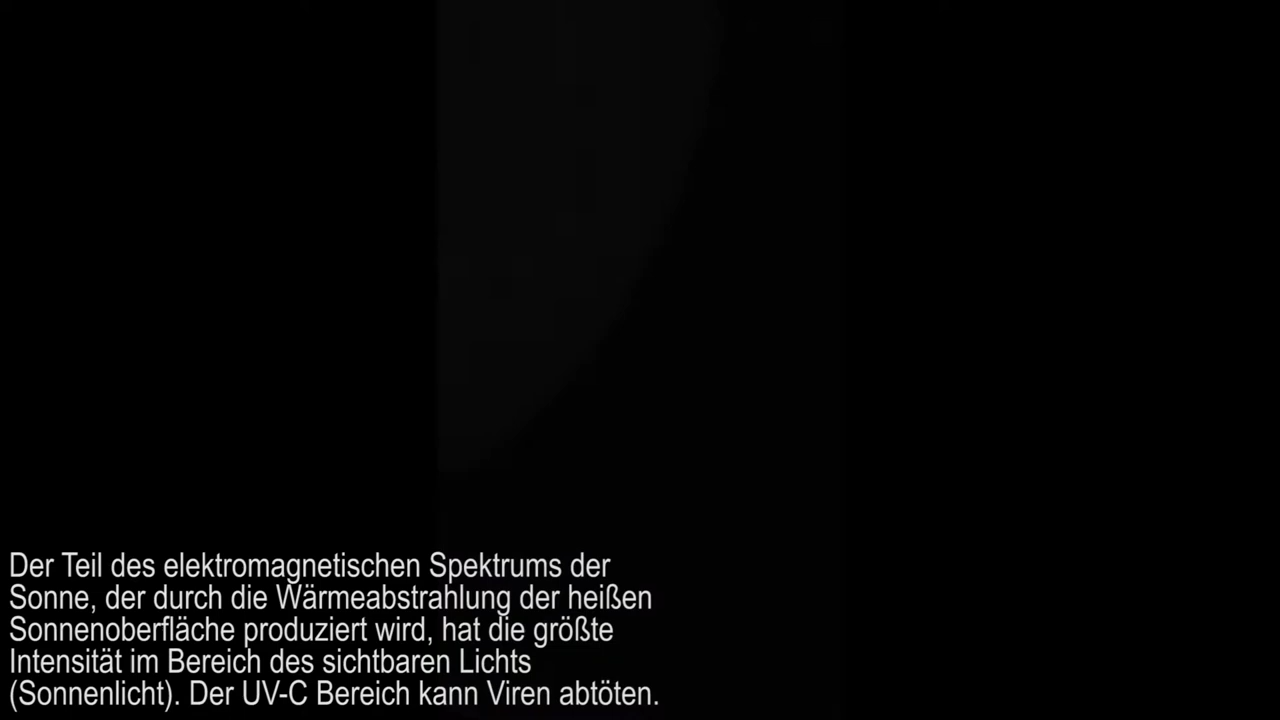 Der Teil des elektromagnetischen Spektrums der
Sonne, der durch die Wärmeabstrahlung der heißen
Sonnenoberfläche produziert wird, hat die größte
Intensität im Bereich des sichtbaren Lichts
(Sonnenlicht). Der UV-C Bereich kann Viren abtöten.